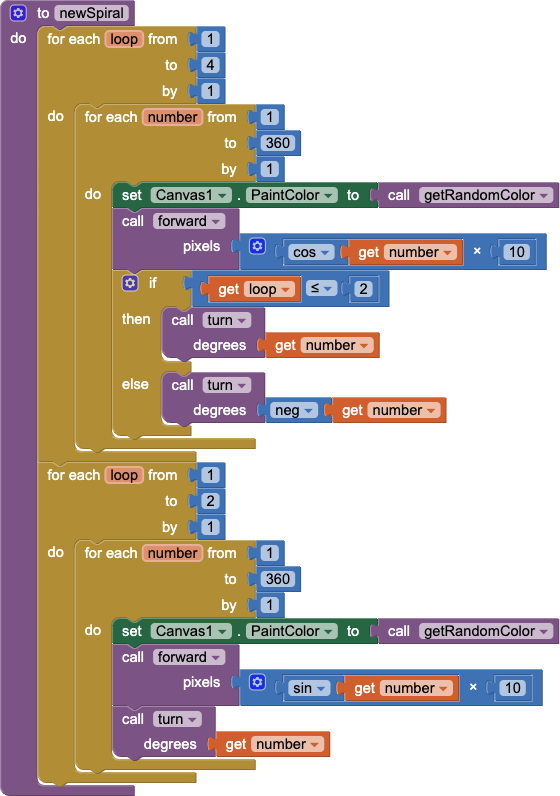 to newSpiral
do for each loop from 1
to 4
by 1
do for each number from 1
to 360
by 1
do set Canvas1 . PaintColor to call getRandomColor
call forward
pixels cos get number × 10
if get loop ≤ 2
then call turn
degrees get number
else call turn
degrees neg get number
for each loop from 1
to 2
by 1
do for each number from 1
to 360
by 1
do set Canvas1 . PaintColor to call getRandomColor
call forward
pixels sin get number × 10
call turn
degrees get number